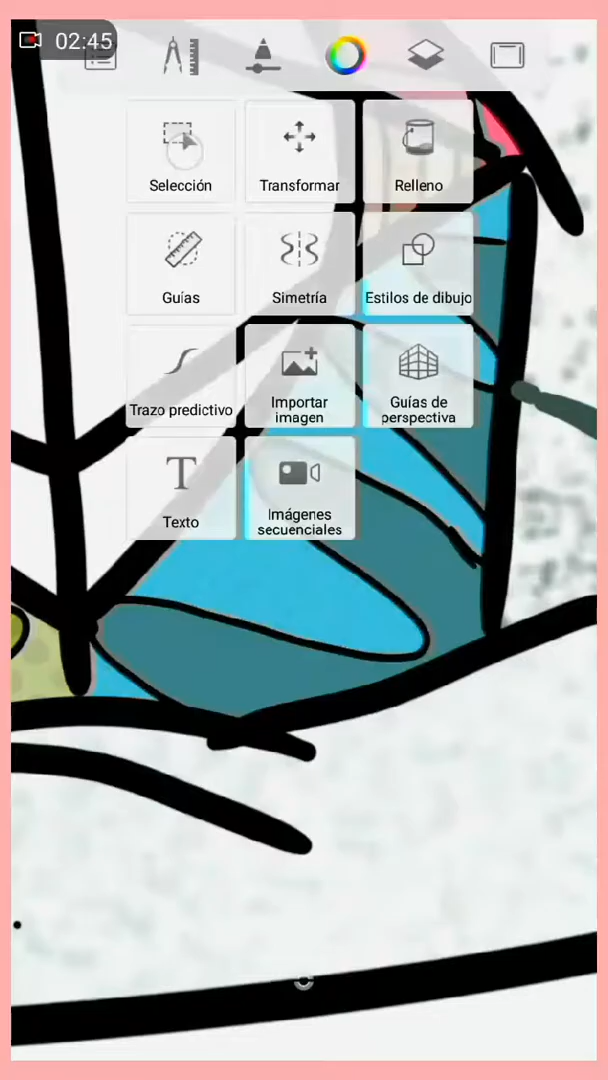 02:45
Selección
Transformar
Relleno
Guías
Simetría
Estilos de dibujo
Trazo predictivo
Importar
imagen
Guías de
perspectiva
Texto
Imágenes
secuenciales